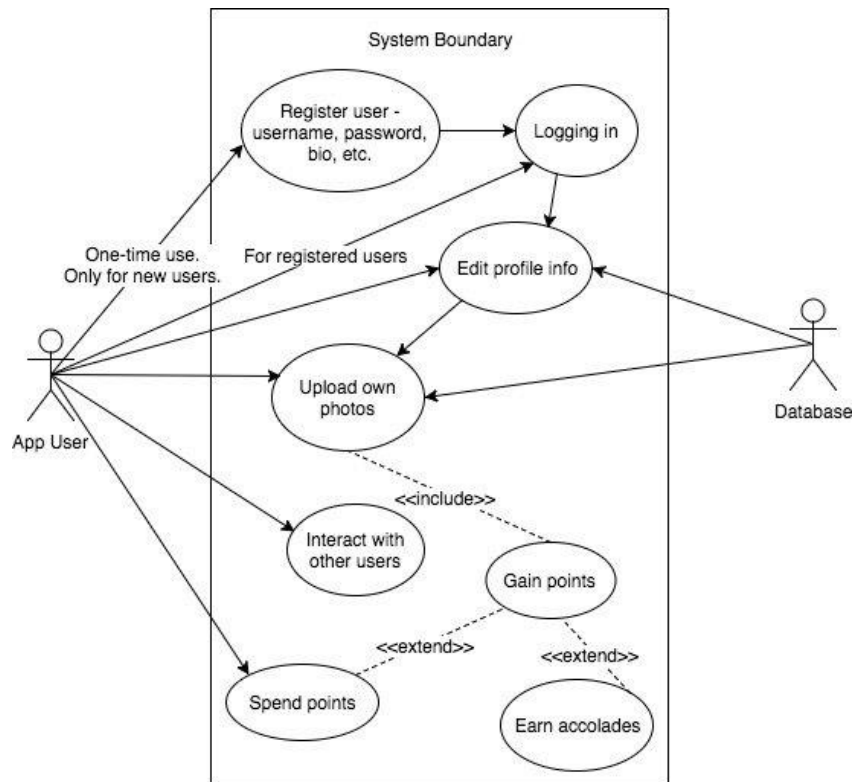 System Boundary
Register user -
username, password,
bio, etc.
Logging in
One-time use.
Only for new users.
For registered users
Edit profile info
Upload own
photos
App User
Database
<<include>>
Interact with
other users
Gain points
<<extend>>
<<extend>>
Spend points
Earn accolades